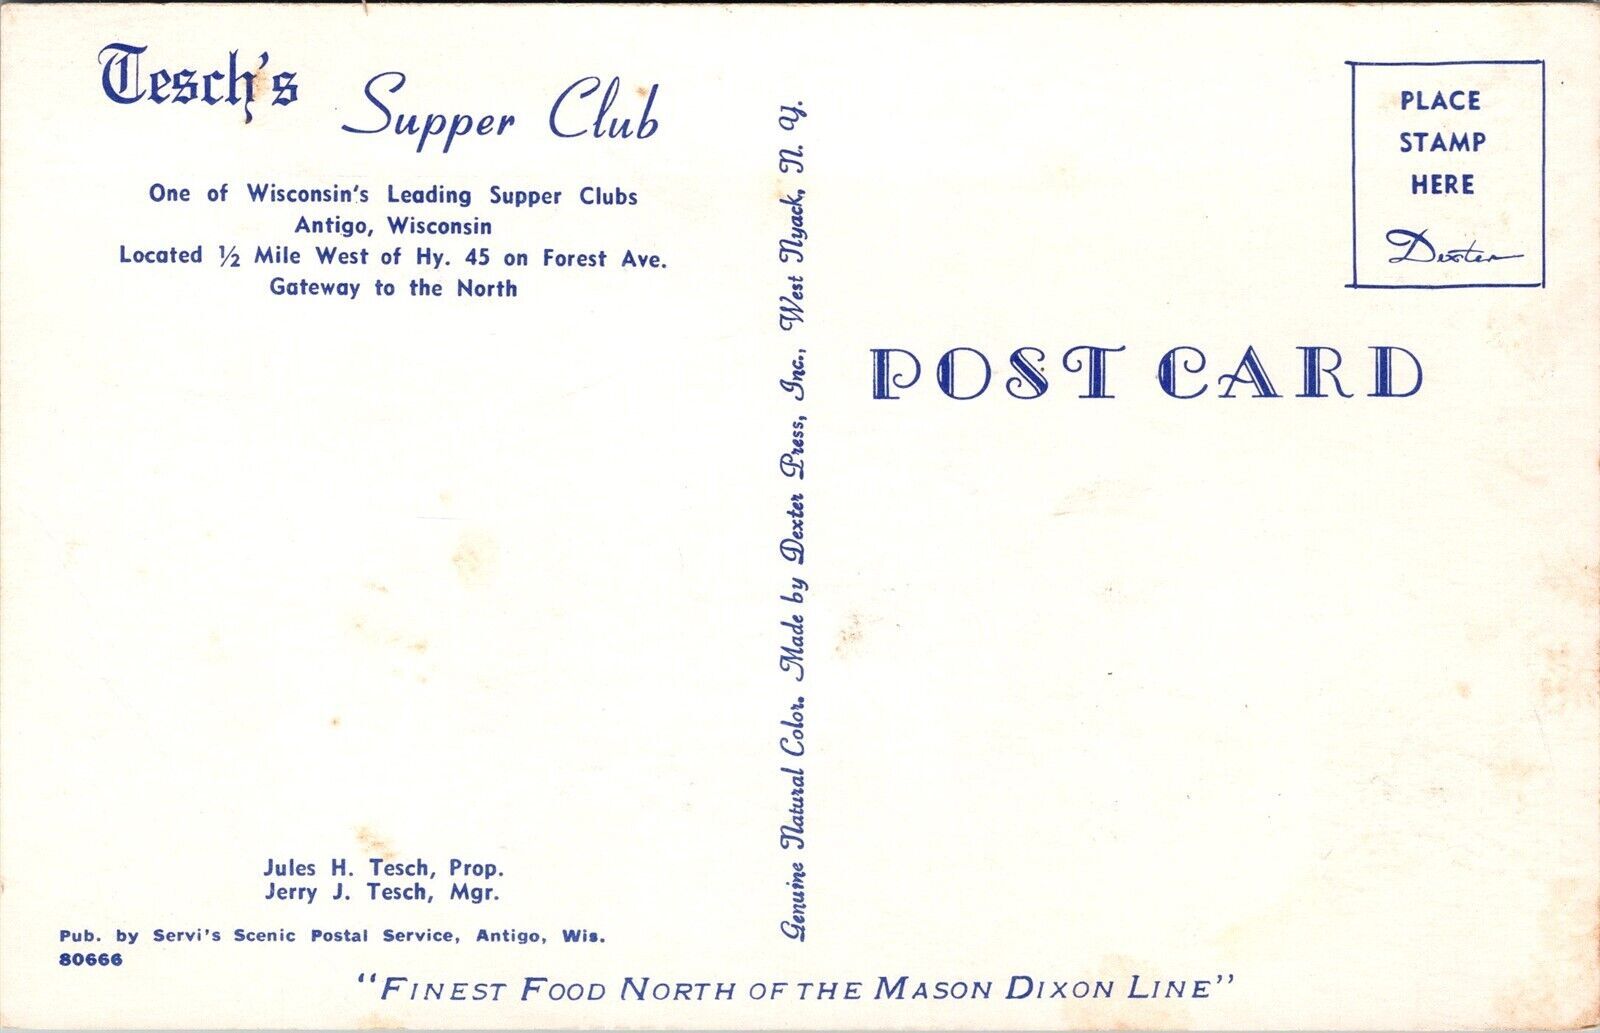 Tesch's Supper Club
One of Wisconsin's Leading Supper Clubs
Antigo, Wisconsin
Located ½ Mile West of Hy. 45 on Forest Ave.
Gateway to the North
Jules H. Tesch, Prop.
Jerry J. Tesch, Mgr.
Pub. by Servi's Scenic Postal Service, Antigo, Wis.
80666
Genuine Natural Color. Made by Dexter Press, Inc., West Nyack, N. Y.
PLACE
STAMP
HERE
Dexter
POST CARD
"FINEST FOOD NORTH OF THE MASON DIXON LINE"